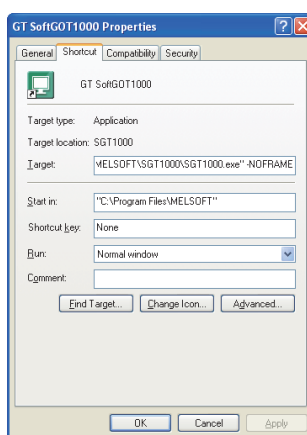 GT SoftGOT1000 Properties
General Shortcut Compatibility Security
GT SoftGOT1000
Target type: Application
Target location: SGT1000
Target: MELSOFT\SGT1000\SGT1000.exe" -NOFRAME
Start in: "C:\Program Files\MELSOFT"
Shortcut key: None
Run: Normal window
Comment:
Find Target... Change Icon... Advanced...
OK Cancel Apply